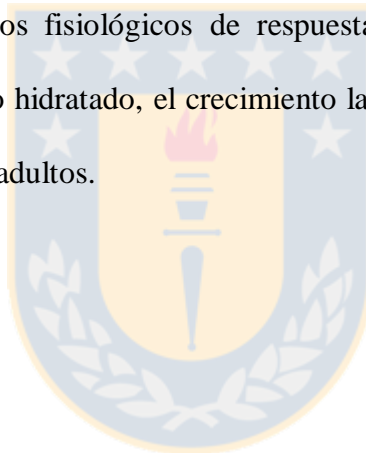 os fisiológicos de respuesta
o hidratado, el crecimiento la
adultos.